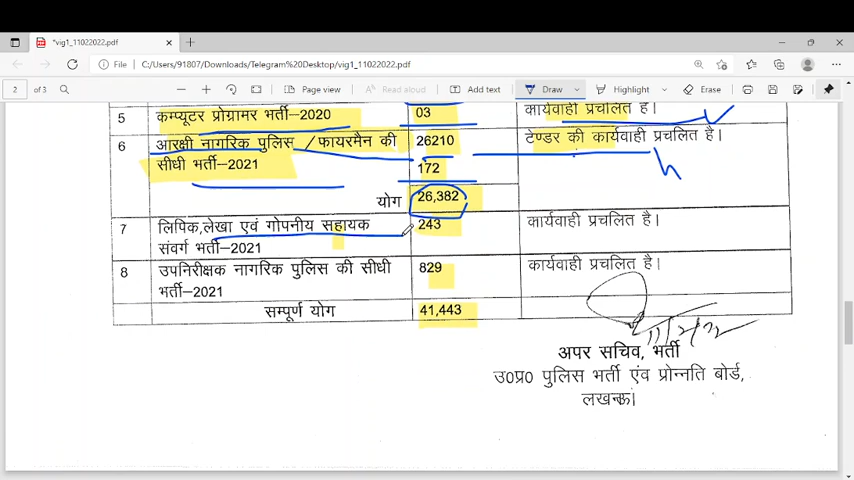 *vig1_11022022.pdf
File C:/Users/91807/Downloads/Telegram%20Desktop/vig1_11022022.pdf
2 of 3 Page view Read aloud Add text Draw Highlight Erase
5 कम्प्यूटर प्रोग्रामर भर्ती–2020 03 कार्यवाही प्रचलित है।
6 आरक्षी नागरिक पुलिस /फायरमैन की 26210 टेण्डर की कार्यवाही प्रचलित है।
सीधी भर्ती–2021 172
योग 26,382
7 लिपिक,लेखा एवं गोपनीय सहायक 243 कार्यवाही प्रचलित है।
संवर्ग भर्ती–2021
8 उपनिरीक्षक नागरिक पुलिस की सीधी 829 कार्यवाही प्रचलित है।
भर्ती–2021
सम्पूर्ण योग 41,443
अपर सचिव, भर्ती
उ0प्र0 पुलिस भर्ती एंव प्रोन्नति बोर्ड,
लखनऊ।